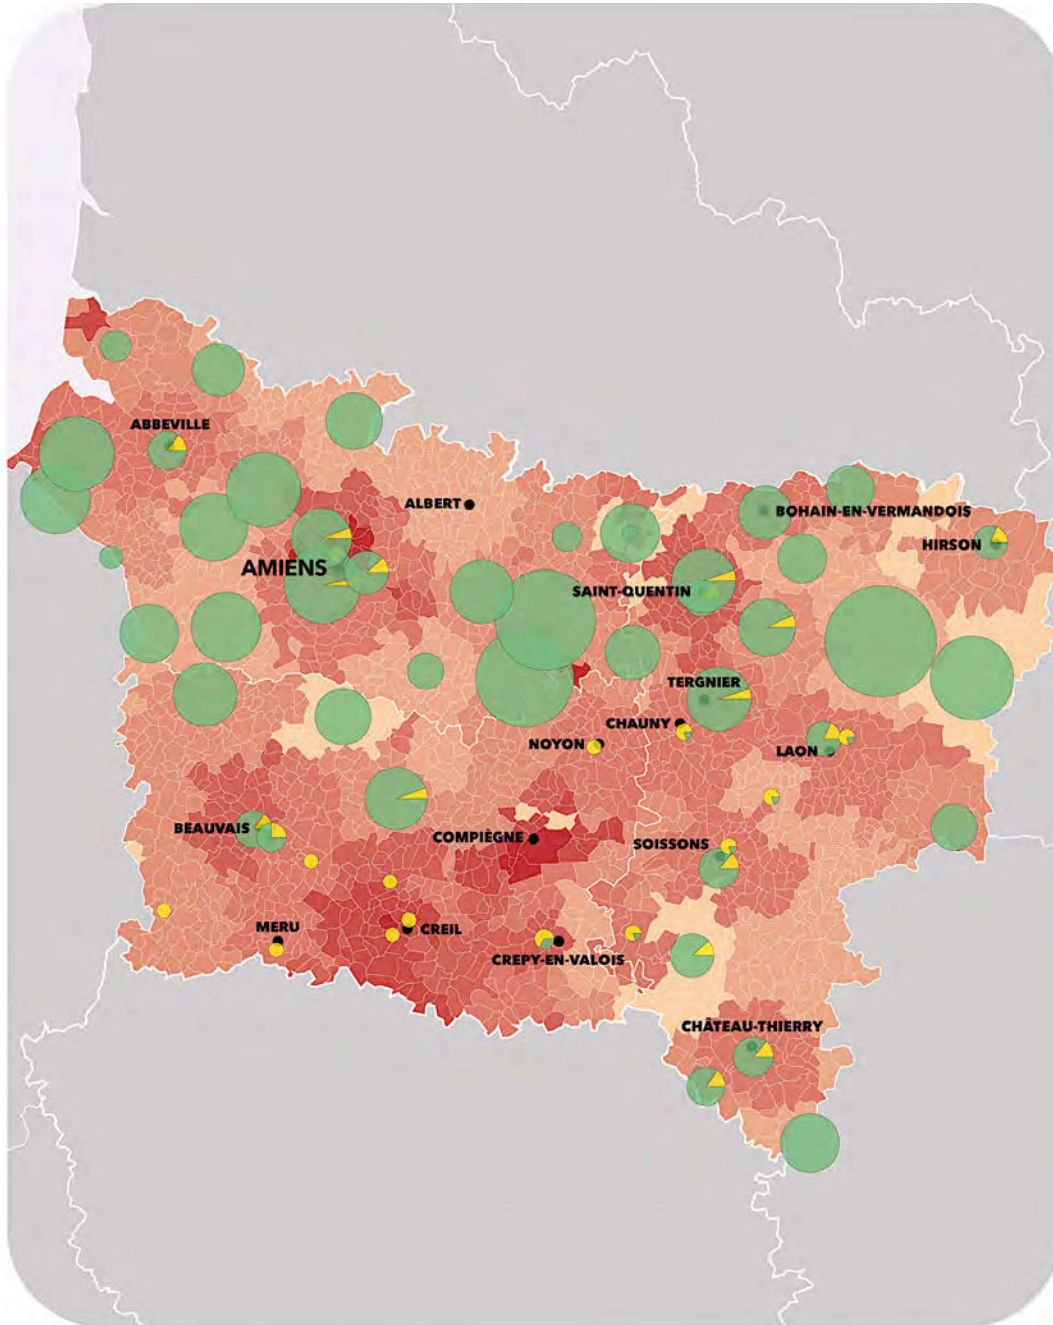 ABBEVILLE
ALBERT
BOHAIN-EN-VERMANDOIS
HIRSON
AMIENS
SAINT-QUENTIN
TERGNIER
CHAUNY
NOYON
LAON
BEAUVAIS
COMPIÈGNE
SOISSONS
MERU
CREIL
CREPY-EN-VALOIS
CHÂTEAU-THIERRY